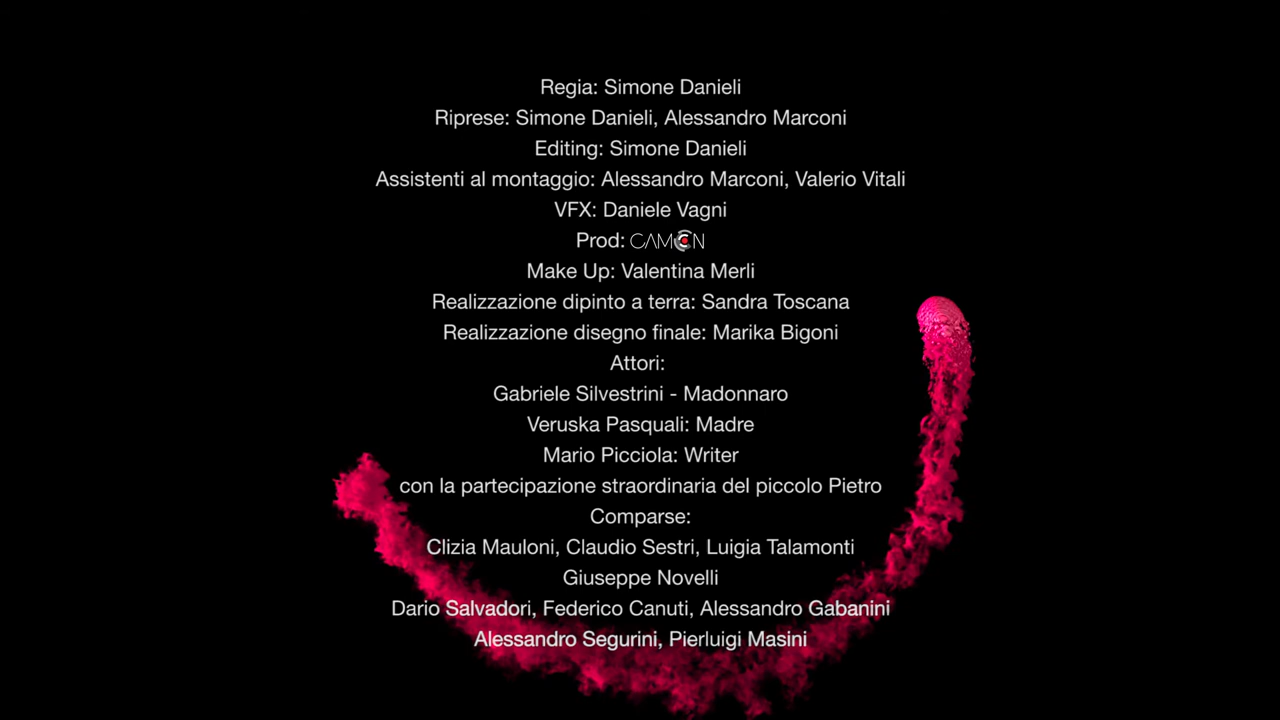 Regia: Simone Danieli
Riprese: Simone Danieli, Alessandro Marconi
Editing: Simone Danieli
Assistenti al montaggio: Alessandro Marconi, Valerio Vitali
VFX: Daniele Vagni
Prod: CAMON
Make Up: Valentina Merli
Realizzazione dipinto a terra: Sandra Toscana
Realizzazione disegno finale: Marika Bigoni
Attori:
Gabriele Silvestrini - Madonnaro
Veruska Pasquali: Madre
Mario Picciola: Writer
con la partecipazione straordinaria del piccolo Pietro
Comparse:
Clizia Mauloni, Claudio Sestri, Luigia Talamonti
Giuseppe Novelli
Dario Salvadori, Federico Canuti, Alessandro Gabanini
Alessandro Segurini, Pierluigi Masini